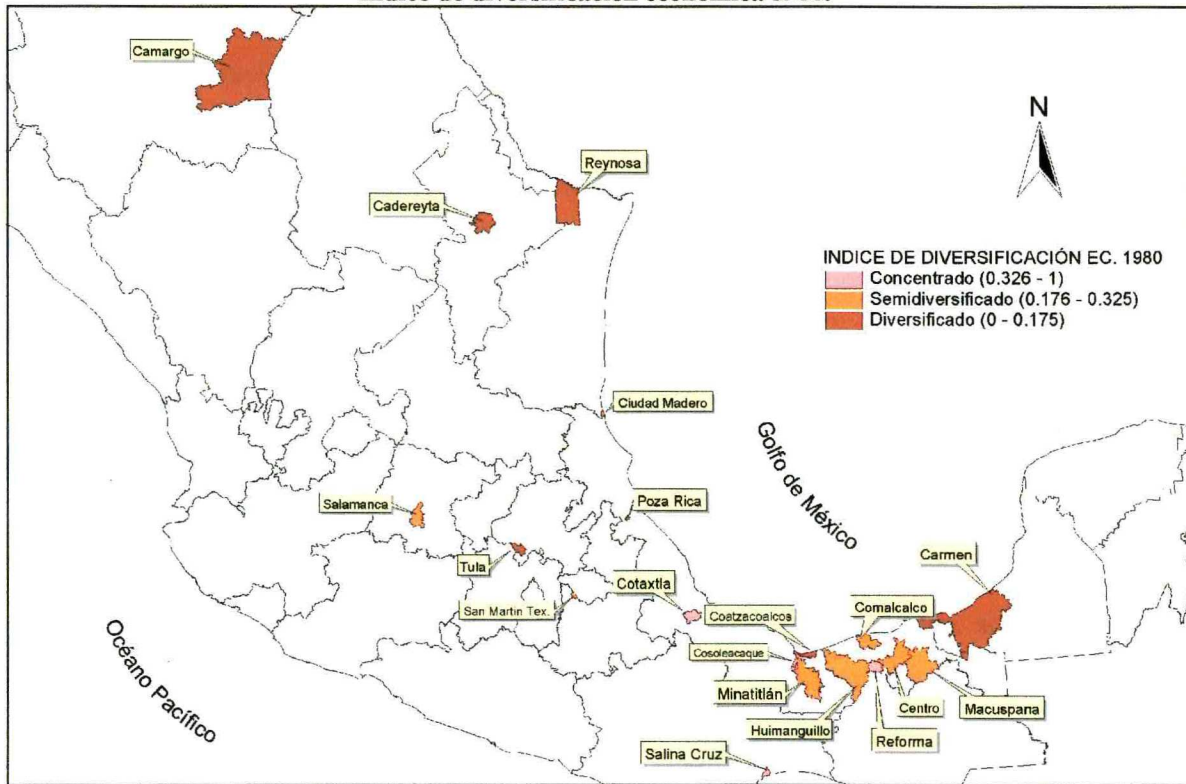 Camargo
N
Reynosa
Cadereyta
INDICE DE DIVERSIFICACIÓN EC. 1980
Concentrado (0.326 - 1)
Semidiversificado (0.176 - 0.325)
Diversificado (0 - 0.175)
Ciudad Madero
Golfo de México
Salamanca
Poza Rica
Carmen
Tula
Cotaxtla
Comalcalco
San Martin Tex.
Coatzacoalcos
Cosoleacaque
Océano Pacífico
Minatitlán
Centro
Macuspana
Huimanguillo
Reforma
Salina Cruz